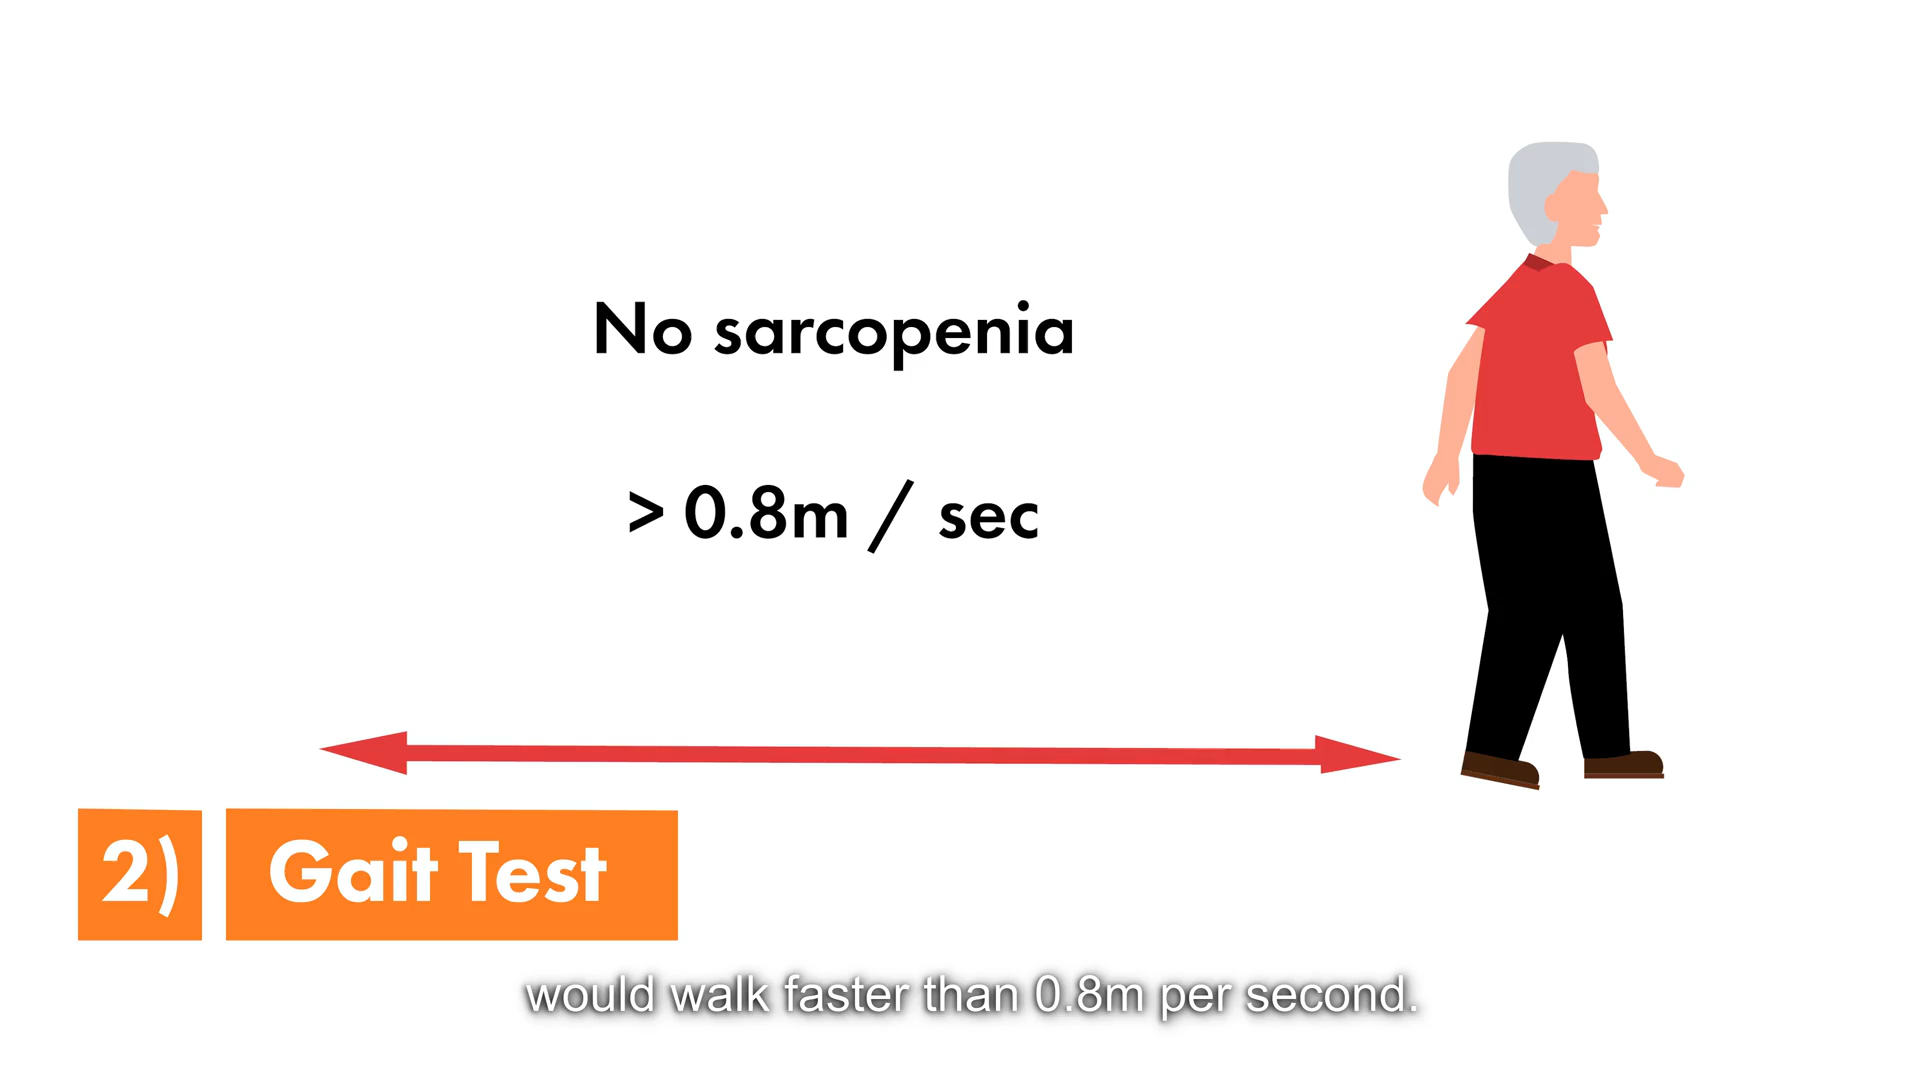 No sarcopenia
> 0.8m / sec
2) Gait Test
would walk faster than 0.8m per second.